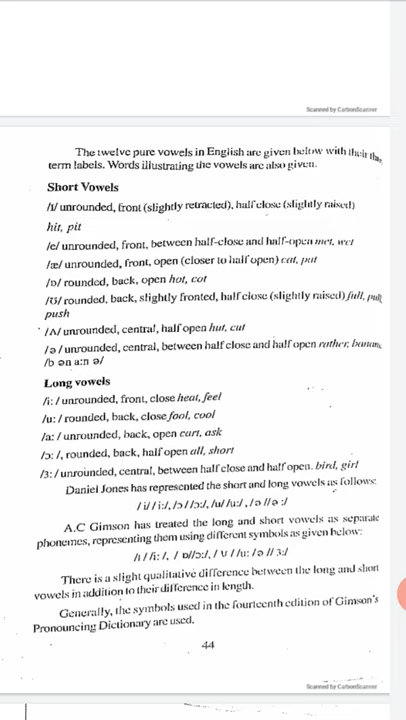 Scanned by CarbonScanner
The twelve pure vowels in English are given below with their
term labels. Words illustrating the vowels are also given.
Short Vowels
/ɪ/ unrounded, front (slightly retracted), half close (slightly raised)
hit, pit
/e/ unrounded, front, between half-close and half-open met, wet
/æ/ unrounded, front, open (closer to half open) cat, pat
/ɒ/ rounded, back, open hot, cot
/ʊ/ rounded, back, slightly fronted, half close (slightly raised) full, pull
push
/ʌ/ unrounded, central, half open hut, cut
/ə/ unrounded, central, between half close and half open rather, banana
/b ən a:n ə/
Long vowels
/i:/ unrounded, front, close heat, feel
/u:/ rounded, back, close fool, cool
/a:/ unrounded, back, open cart, ask
/ɔ:/, rounded, back, half open all, short
/ɜ:/ unrounded, central, between half close and half open. bird, girl
Daniel Jones has represented the short and long vowels as follows:
/i// i:/, /ɔ//ɔ:/, /u//u:/, /ə//ə:/
A.C Gimson has treated the long and short vowels as separate
phonemes, representing them using different symbols as given below:
/ɪ//i:/, /ɒ//ɔ:/, /ʊ//u:/ə//ɜ:/
There is a slight qualitative difference between the long and short
vowels in addition to their difference in length.
Generally, the symbols used in the fourteenth edition of Gimson's
Pronouncing Dictionary are used.
44
Scanned by CarbonScanner